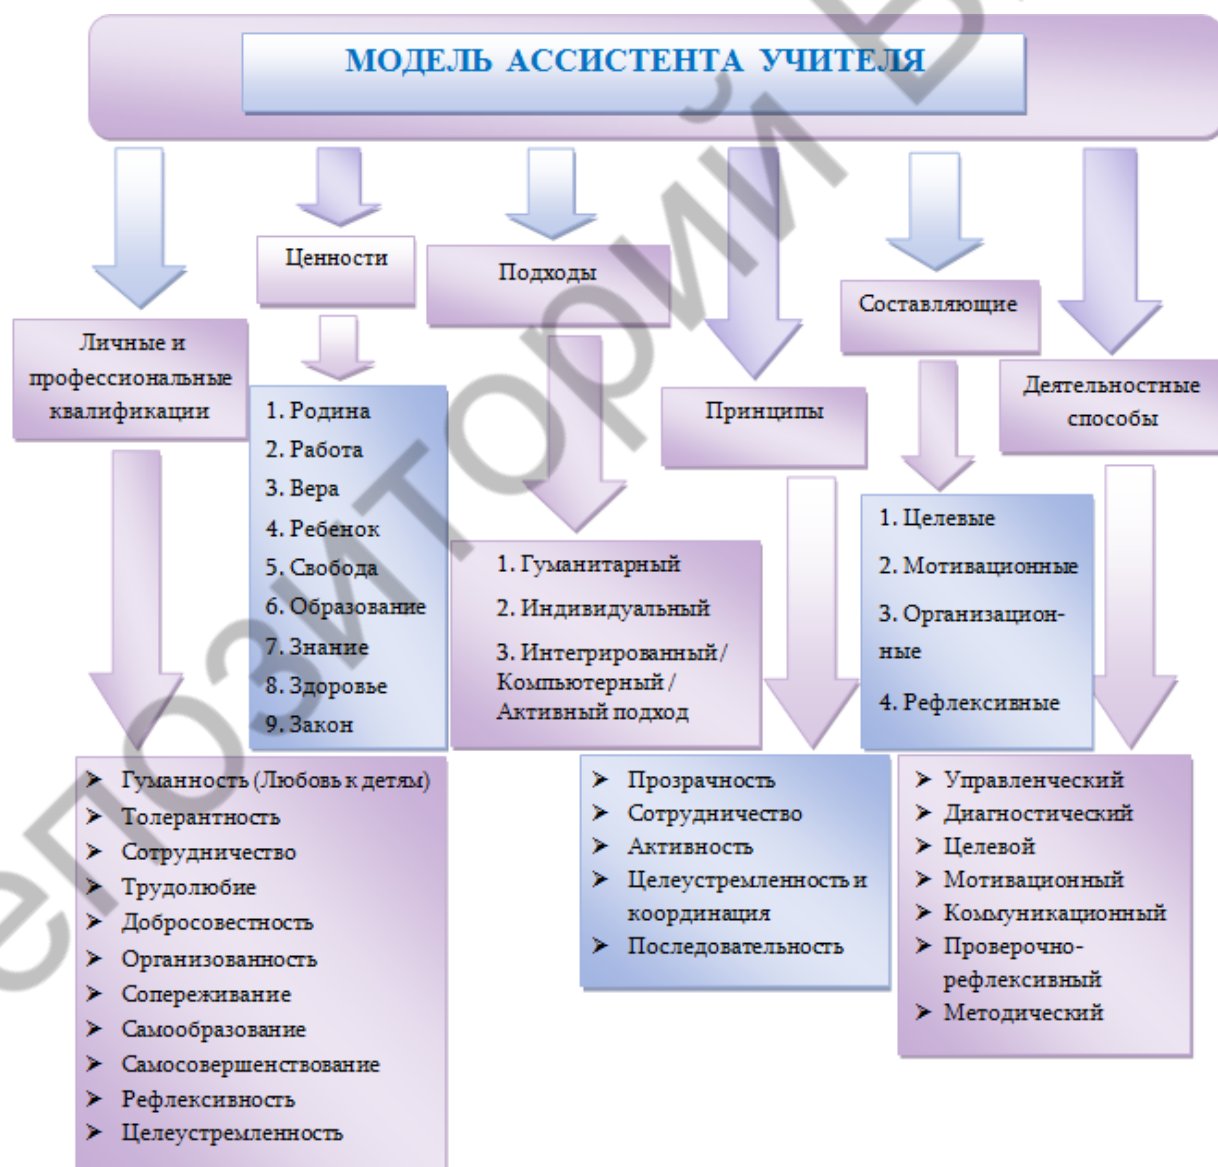 МОДЕЛЬ АССИСТЕНТА УЧИТЕЛЯ
Личные и
профессиональные
квалификации
➤ Гуманность (Любовь к детям)
➤ Толерантность
➤ Сотрудничество
➤ Трудолюбие
➤ Добросовестность
➤ Организованность
➤ Сопереживание
➤ Самообразование
➤ Самосовершенствование
➤ Рефлексивность
➤ Целеустремленность
Ценности
1. Родина
2. Работа
3. Вера
4. Ребенок
5. Свобода
6. Образование
7. Знание
8. Здоровье
9. Закон
Подходы
1. Гуманитарный
2. Индивидуальный
3. Интегрированный/
Компьютерный /
Активный подход
Принципы
➤ Прозрачность
➤ Сотрудничество
➤ Активность
➤ Целеустремленность и
координация
➤ Последовательность
Составляющие
1. Целевые
2. Мотивационные
3. Организацион-
ные
4. Рефлексивные
Деятельностные
способы
➤ Управленческий
➤ Диагностический
➤ Целевой
➤ Мотивационный
➤ Коммуникационный
➤ Проверочно-
рефлексивный
➤ Методический
епозиторий В